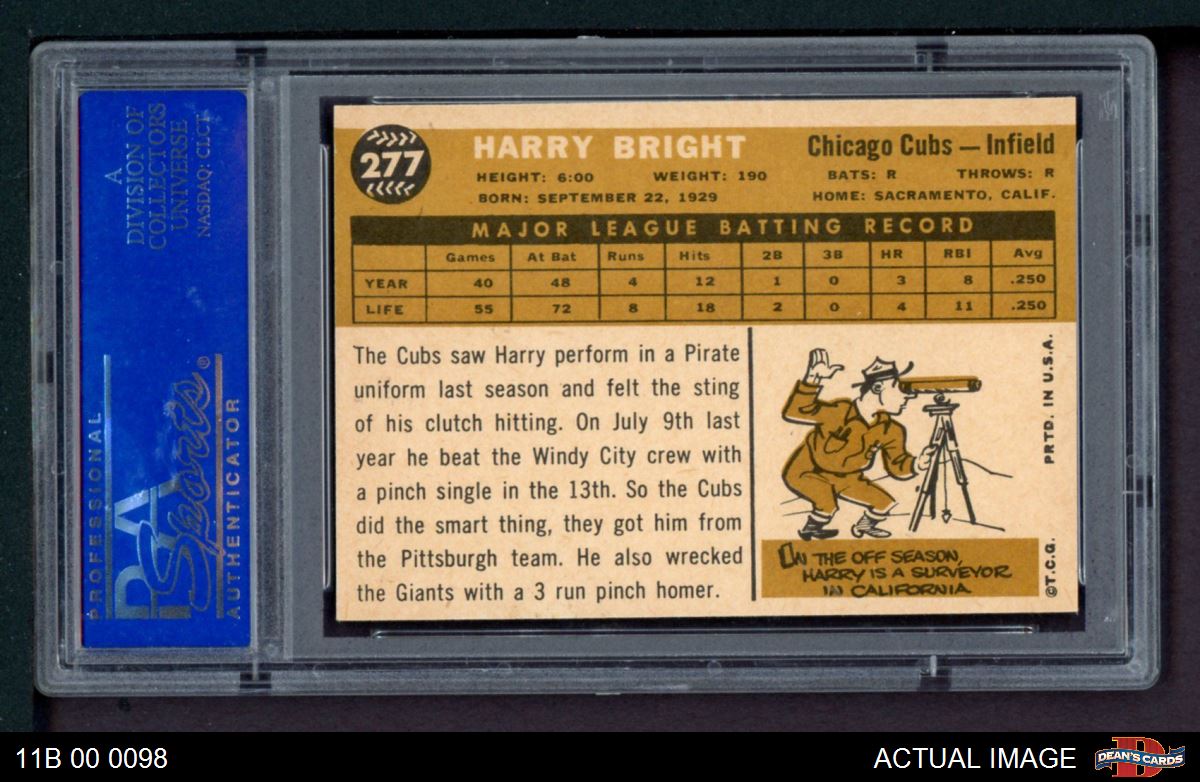 A
DIVISION OF
COLLECTORS
UNIVERSE
NASDAQ: CLCT
PROFESSIONAL
PSA
Sports®
AUTHENTICATOR
277
HARRY BRIGHT
Chicago Cubs — Infield
HEIGHT: 6:00 WEIGHT: 190 BATS: R THROWS: R
BORN: SEPTEMBER 22, 1929 HOME: SACRAMENTO, CALIF.
MAJOR LEAGUE BATTING RECORD
Games At Bat Runs Hits 2B 3B HR RBI Avg
YEAR 40 48 4 12 1 0 3 8 .250
LIFE 55 72 8 18 2 0 4 11 .250
The Cubs saw Harry perform in a Pirate
uniform last season and felt the sting
of his clutch hitting. On July 9th last
year he beat the Windy City crew with
a pinch single in the 13th. So the Cubs
did the smart thing, they got him from
the Pittsburgh team. He also wrecked
the Giants with a 3 run pinch homer.
IN THE OFF SEASON,
HARRY IS A SURVEYOR
IN CALIFORNIA
©T.C.G. PRTD. IN U.S.A.
11B 00 0098
ACTUAL IMAGE
D
DEAN'S CARDS